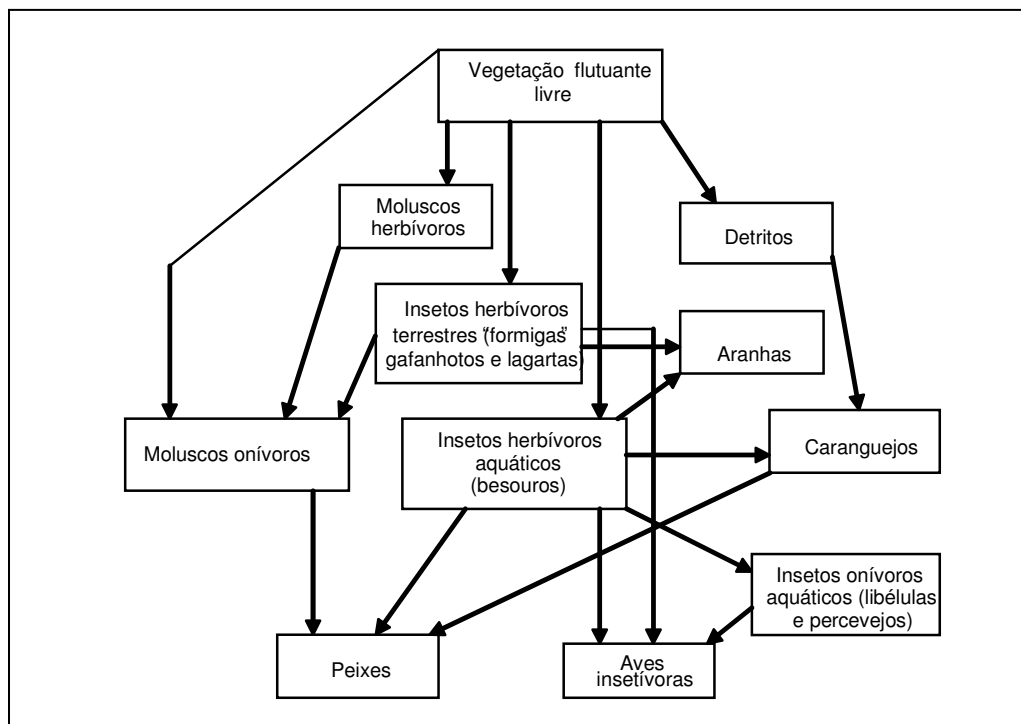 Vegetação flutuante
livre
Moluscos
herbívoros
Detritos
Insetos herbívoros
terrestres “(formigas”
gafanhotos e lagartas)
Aranhas
Moluscos onívoros
Insetos herbívoros
aquáticos
(besouros)
Caranguejos
Insetos onívoros
aquáticos (libélulas
e percevejos)
Peixes
Aves
insetívoras